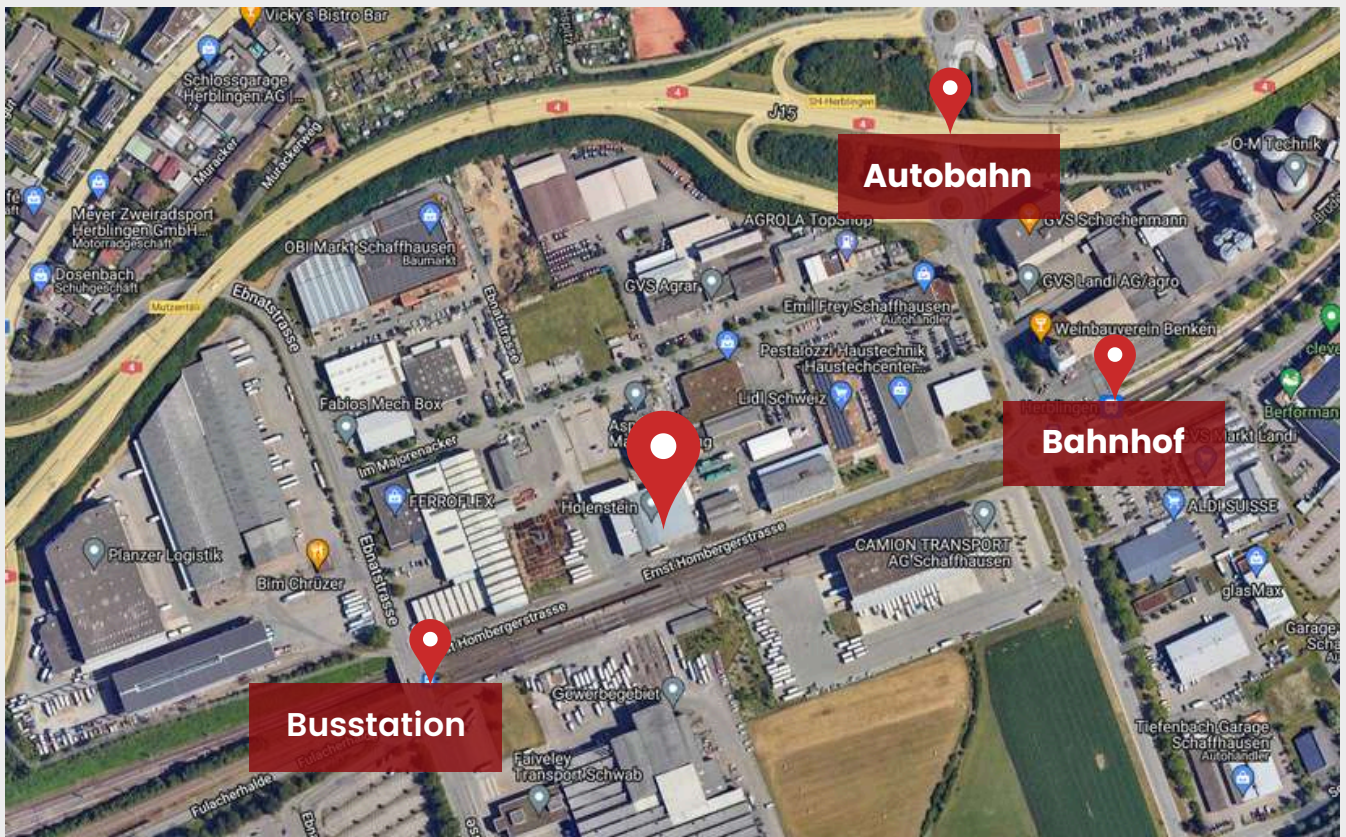 Vicky's Bistro Bar
Schlossgarage
Herblingen AG |...
Murackerweg
Muracker
Meyer Zweiradsport
Herblingen GmbH...
Motorradgeschäft
Dosenbach
Schuhgeschäft
Mutzentäli
4
4
4
4
J15
SH-Herblingen
Autobahn
O-M Technik
OBI Markt Schaffhausen
Baumarkt
Ebnatstrasse
Ebnatstrasse
AGROLA TopShop
GVS Schachenmann
GVS Agrar
GVS Landi AG/agro
Emil Frey Schaffhausen
Autohändler
Weinbauverein Benken
Pestalozzi Haustechnik
- Haustechcenter...
Lidl Schweiz
Fabios Mech Box
Im Majorenacker
Herblingen
Bahnhof
GVS Markt Landi
FERROFLEX
Holenstein
ALDI SUISSE
Ernst Hombergerstrasse
CAMION TRANSPORT
AG Schaffhausen
Planzer Logistik
Bim Chrüzer
Ebnatstrasse
glasMax
Hombergerstrasse
Gewerbegebiet
Busstation
Faiveley
Transport Schwab
Fulacherhalde
Tiefenbach Garage
Schaffhausen
Autohändler